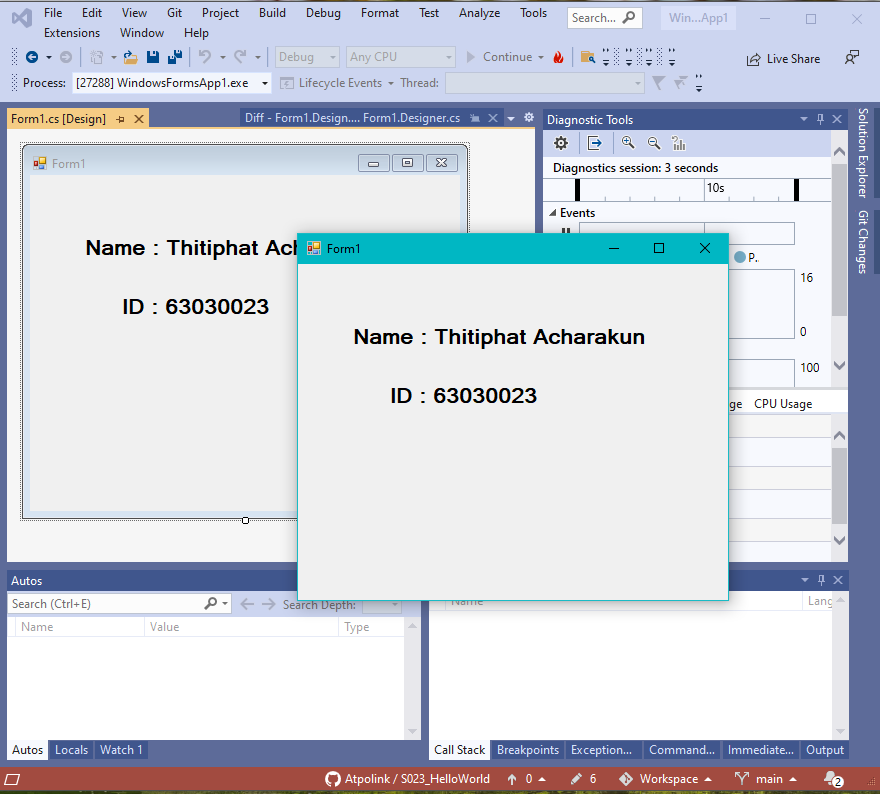 File Edit View Git Project Build Debug Format Test Analyze Tools Search... Win...App1
Extensions Window Help
Debug Any CPU Continue Live Share
Process: [27288] WindowsFormsApp1.exe Lifecycle Events Thread:
Form1.cs [Design] Diff - Form1.Design.... Form1.Designer.cs
Diagnostic Tools
Solution Explorer
Git Changes
Diagnostics session: 3 seconds
10s
Events
P..
16
0
100
ge CPU Usage
Form1
Name : Thitiphat Ach
ID : 63030023
Form1
Name : Thitiphat Acharakun
ID : 63030023
Autos
Search (Ctrl+E) Search Depth:
Name Value Type
Name Lang
Autos Locals Watch 1
Call Stack Breakpoints Exception... Command... Immediate... Output
Atpolink / S023_HelloWorld 0 6 Workspace main 2